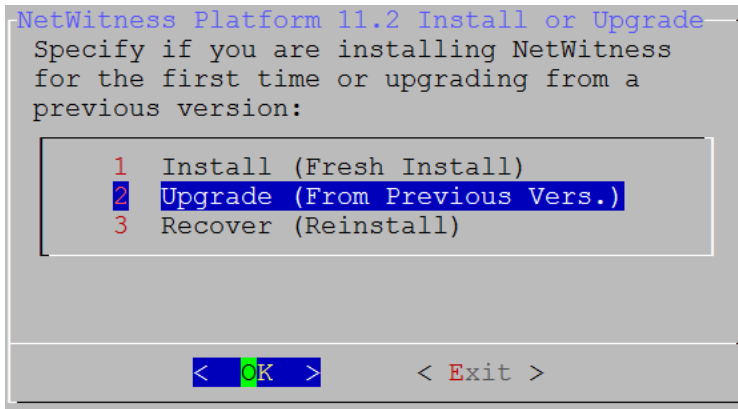 NetWitness Platform 11.2 Install or Upgrade
Specify if you are installing NetWitness
for the first time or upgrading from a
previous version:
1 Install (Fresh Install)
2 Upgrade (From Previous Vers.)
3 Recover (Reinstall)
< OK > < Exit >